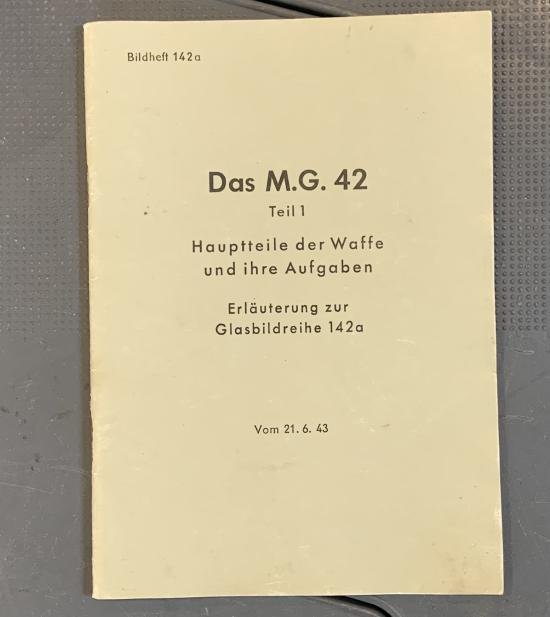 Bildheft 142a
Das M.G. 42
Teil 1
Hauptteile der Waffe
und ihre Aufgaben
Erläuterung zur
Glasbildreihe 142a
Vom 21. 6. 43